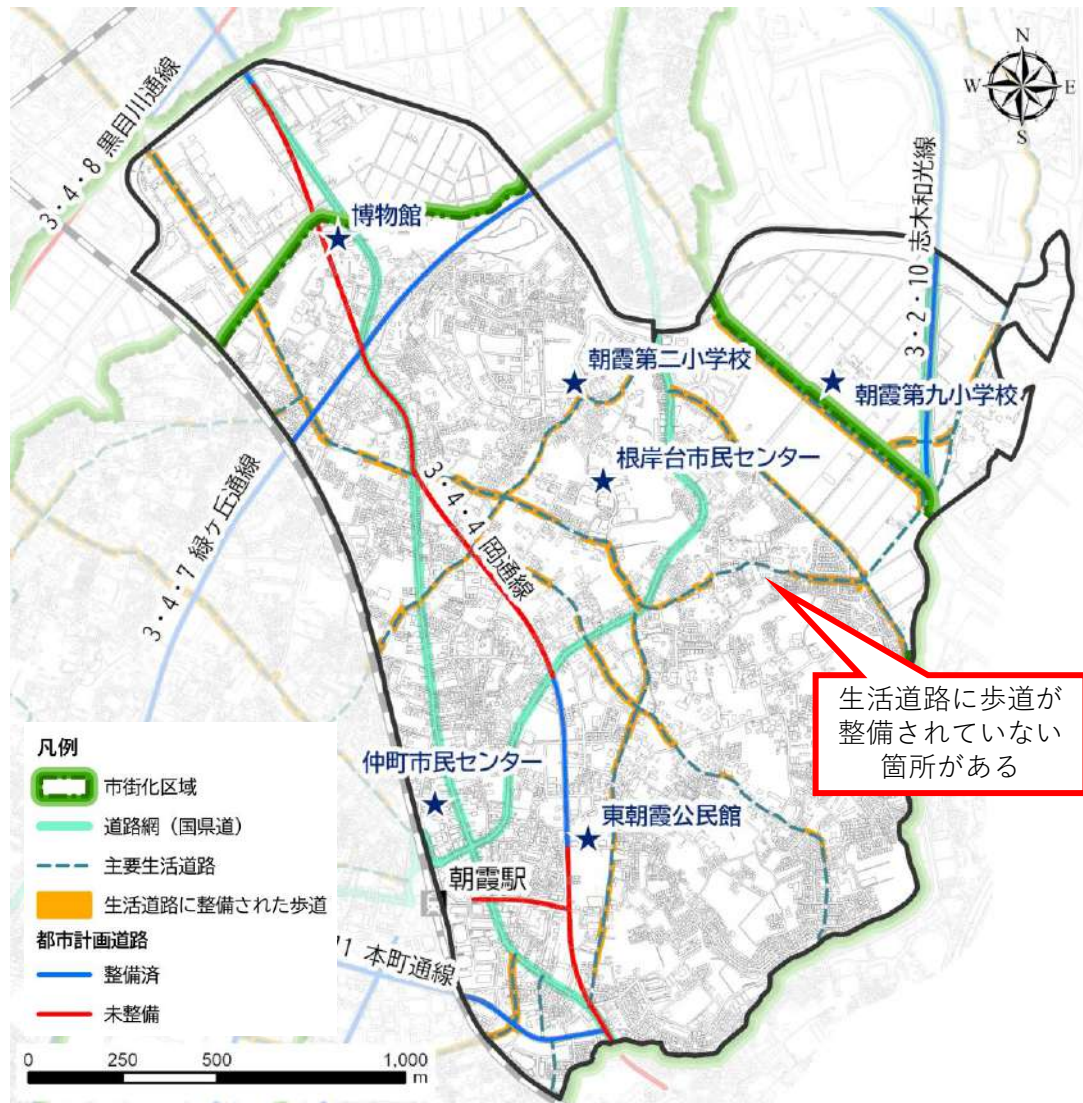 N
W
E
S
3・4・8 黒目川通線
博物館
3・2・10 志木和光線
朝霞第二小学校
朝霞第九小学校
根岸台市民センター
3・4・4 岡通線
3・4・7 緑ケ丘通線
生活道路に歩道が
整備されていない
箇所がある
仲町市民センター
東朝霞公民館
朝霞駅
11 本町通線
凡例
市街化区域
道路網（国県道）
主要生活道路
生活道路に整備された歩道
都市計画道路
整備済
未整備
0 250 500 1,000
m